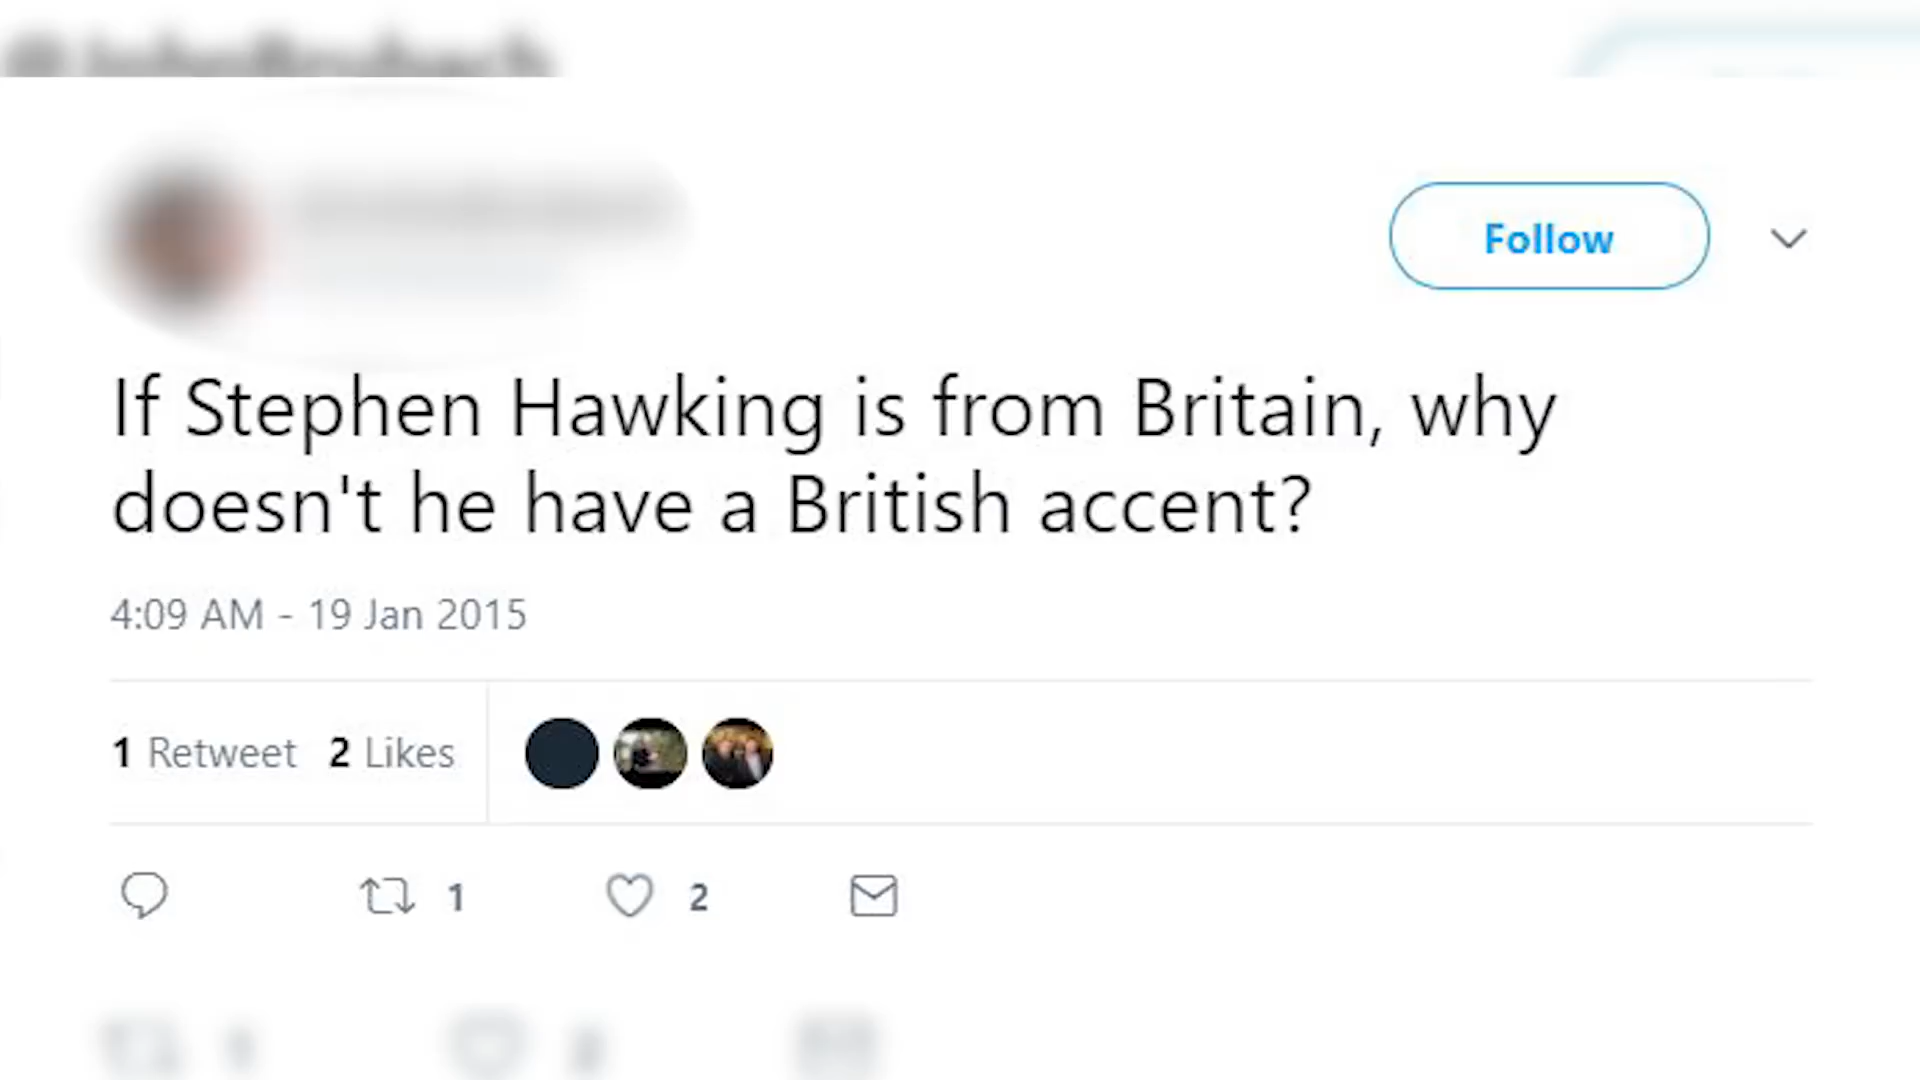 Follow
If Stephen Hawking is from Britain, why
doesn't he have a British accent?
4:09 AM - 19 Jan 2015
1 Retweet 2 Likes
1 2